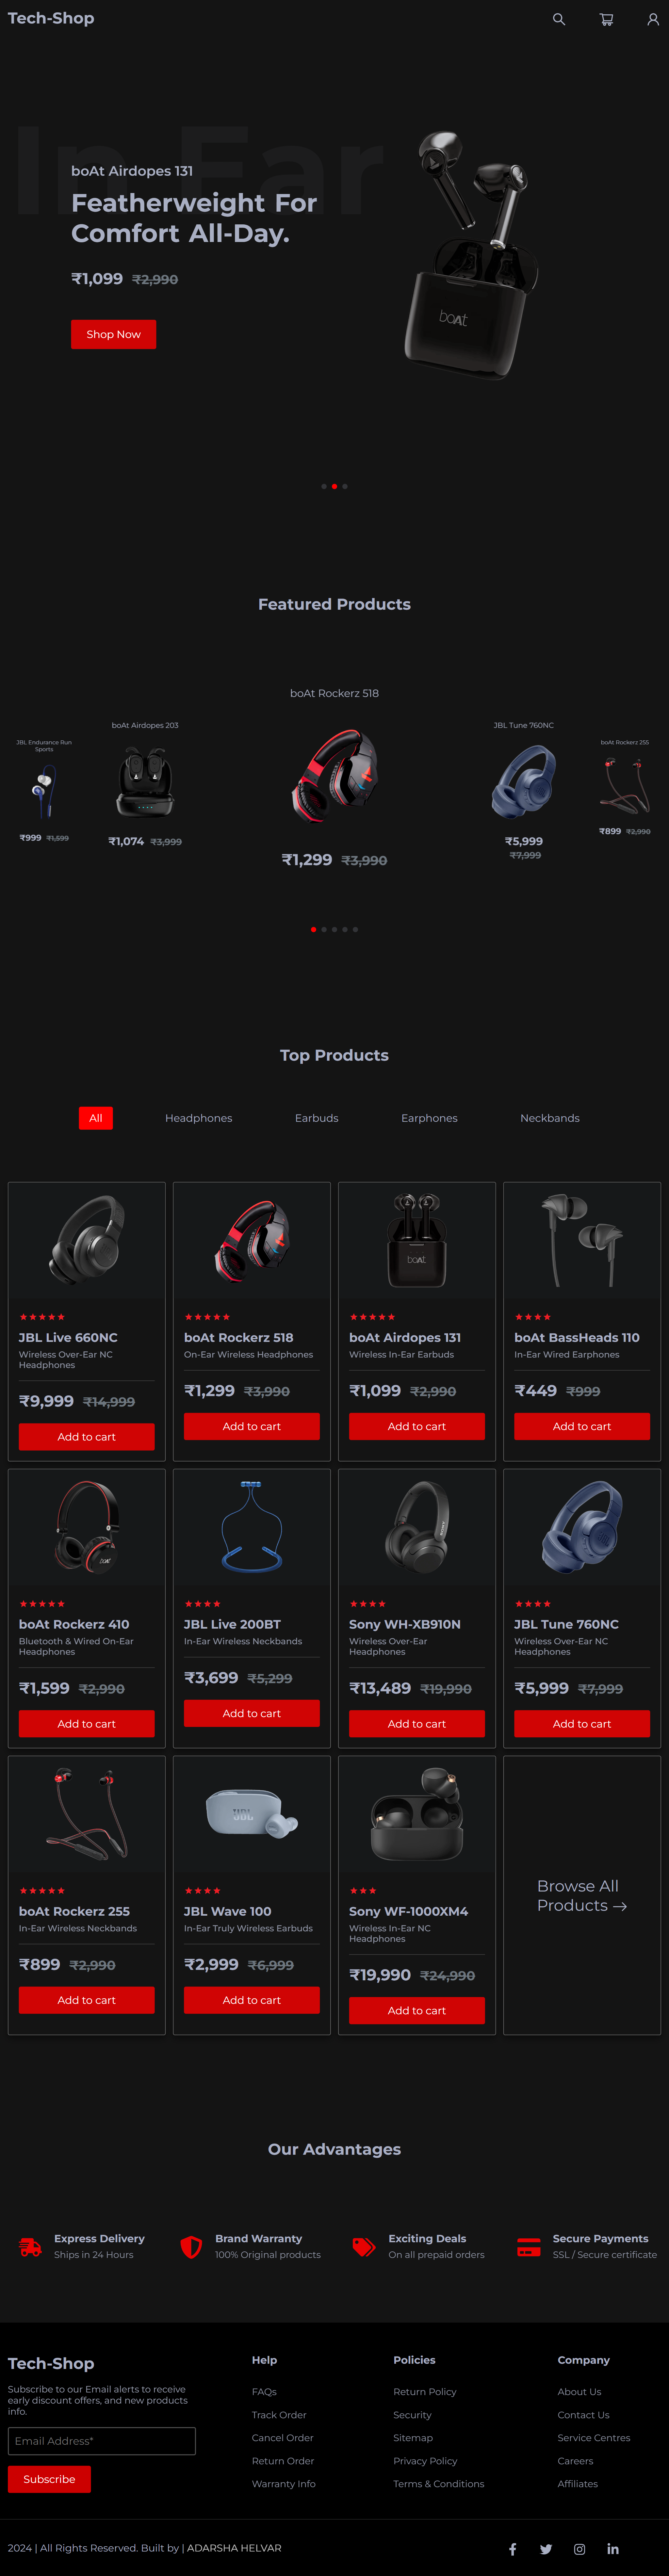 Tech-Shop
In Ear
boAt Airdopes 131
Featherweight For
Comfort All-Day.
₹1,099 ₹2,990
Shop Now
boAt
Featured Products
boAt Rockerz 518
₹1,299 ₹3,990
JBL Endurance Run
Sports
₹999 ₹1,599
boAt Airdopes 203
₹1,074 ₹3,999
JBL Tune 760NC
₹5,999
₹7,999
boAt Rockerz 255
₹899 ₹2,990
Top Products
All Headphones Earbuds Earphones Neckbands
JBL Live 660NC
Wireless Over-Ear NC
Headphones
₹9,999 ₹14,999
Add to cart
boAt Rockerz 518
On-Ear Wireless Headphones
₹1,299 ₹3,990
Add to cart
boAt
boAt Airdopes 131
Wireless In-Ear Earbuds
₹1,099 ₹2,990
Add to cart
boAt BassHeads 110
In-Ear Wired Earphones
₹449 ₹999
Add to cart
boAt
boAt Rockerz 410
Bluetooth & Wired On-Ear
Headphones
₹1,599 ₹2,990
Add to cart
JBL Live 200BT
In-Ear Wireless Neckbands
₹3,699 ₹5,299
Add to cart
SONY
Sony WH-XB910N
Wireless Over-Ear
Headphones
₹13,489 ₹19,990
Add to cart
JBL Tune 760NC
Wireless Over-Ear NC
Headphones
₹5,999 ₹7,999
Add to cart
boAt Rockerz 255
In-Ear Wireless Neckbands
₹899 ₹2,990
Add to cart
JBL
JBL Wave 100
In-Ear Truly Wireless Earbuds
₹2,999 ₹6,999
Add to cart
Sony WF-1000XM4
Wireless In-Ear NC
Headphones
₹19,990 ₹24,990
Add to cart
Browse All
Products →
Our Advantages
Express Delivery
Ships in 24 Hours
Brand Warranty
100% Original products
Exciting Deals
On all prepaid orders
Secure Payments
SSL / Secure certificate
Tech-Shop
Subscribe to our Email alerts to receive
early discount offers, and new products
info.
Email Address*
Subscribe
Help
FAQs
Track Order
Cancel Order
Return Order
Warranty Info
Policies
Return Policy
Security
Sitemap
Privacy Policy
Terms & Conditions
Company
About Us
Contact Us
Service Centres
Careers
Affiliates
2024 | All Rights Reserved. Built by | ADARSHA HELVAR